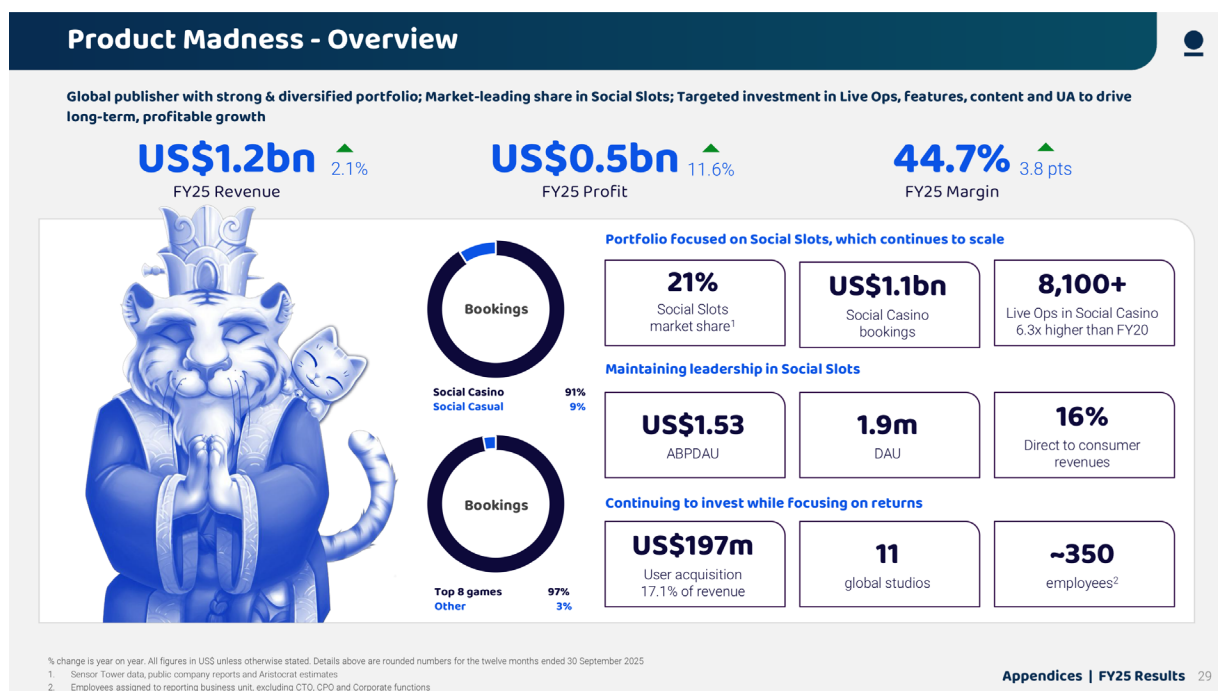 Product Madness - Overview
Global publisher with strong & diversified portfolio; Market-leading share in Social Slots; Targeted investment in Live Ops, features, content and UA to drive
long-term, profitable growth
US$1.2bn 2.1%
FY25 Revenue
US$0.5bn 11.6%
FY25 Profit
44.7% 3.8 pts
FY25 Margin
Bookings
Social Casino 91%
Social Casual 9%
Bookings
Top 8 games 97%
Other 3%
Portfolio focused on Social Slots, which continues to scale
21%
Social Slots
market share1
US$1.1bn
Social Casino
bookings
8,100+
Live Ops in Social Casino
6.3x higher than FY20
Maintaining leadership in Social Slots
US$1.53
ABPDAU
1.9m
DAU
16%
Direct to consumer
revenues
Continuing to invest while focusing on returns
US$197m
User acquisition
17.1% of revenue
11
global studios
~350
employees2
% change is year on year. All figures in US$ unless otherwise stated. Details above are rounded numbers for the twelve months ended 30 September 2025
1. Sensor Tower data, public company reports and Aristocrat estimates
2. Employees assigned to reporting business unit, excluding CTO, CPO and Corporate functions
Appendices | FY25 Results 29